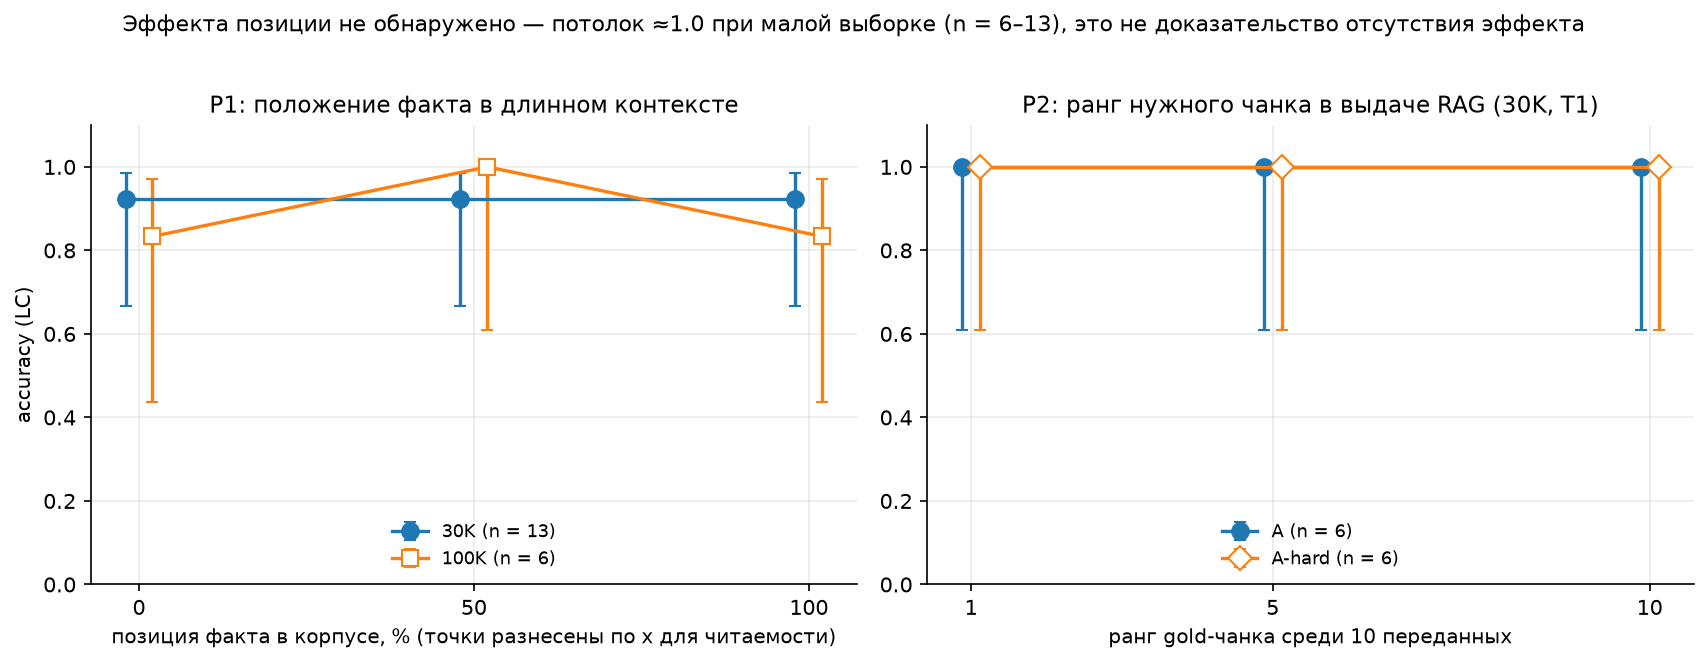 Эффекта позиции не обнаружено — потолок ≈1.0 при малой выборке (n = 6–13), это не доказательство отсутствия эффекта
P1: положение факта в длинном контексте
accuracy (LC)
1.0
0.8
0.6
0.4
0.2
0.0
30K (n = 13)
100K (n = 6)
0 50 100
позиция факта в корпусе, % (точки разнесены по x для читаемости)
P2: ранг нужного чанка в выдаче RAG (30K, T1)
1.0
0.8
0.6
0.4
0.2
0.0
A (n = 6)
A-hard (n = 6)
1 5 10
ранг gold-чанка среди 10 переданных